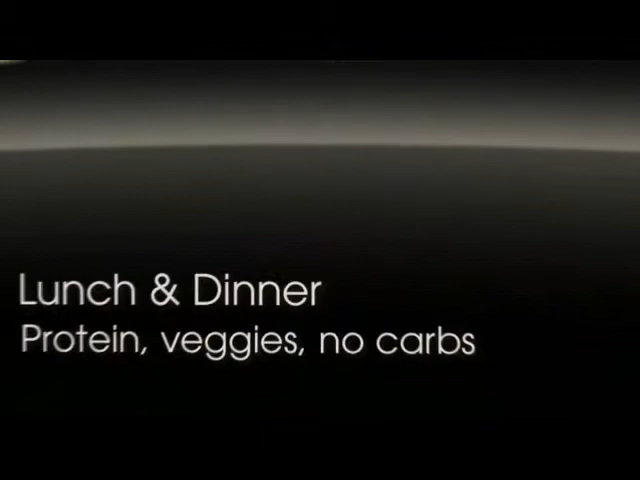 Lunch & Dinner
Protein, veggies, no carbs